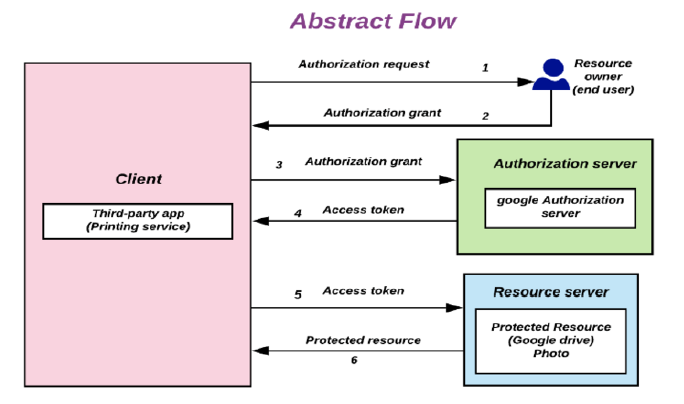 Abstract Flow
Authorization request 1
Resource
owner
(end user)
Authorization grant 2
3 Authorization grant
Authorization server
google Authorization
server
Client
Third-party app
(Printing service)
4 Access token
5 Access token
Resource server
Protected Resource
(Google drive)
Photo
Protected resource
6